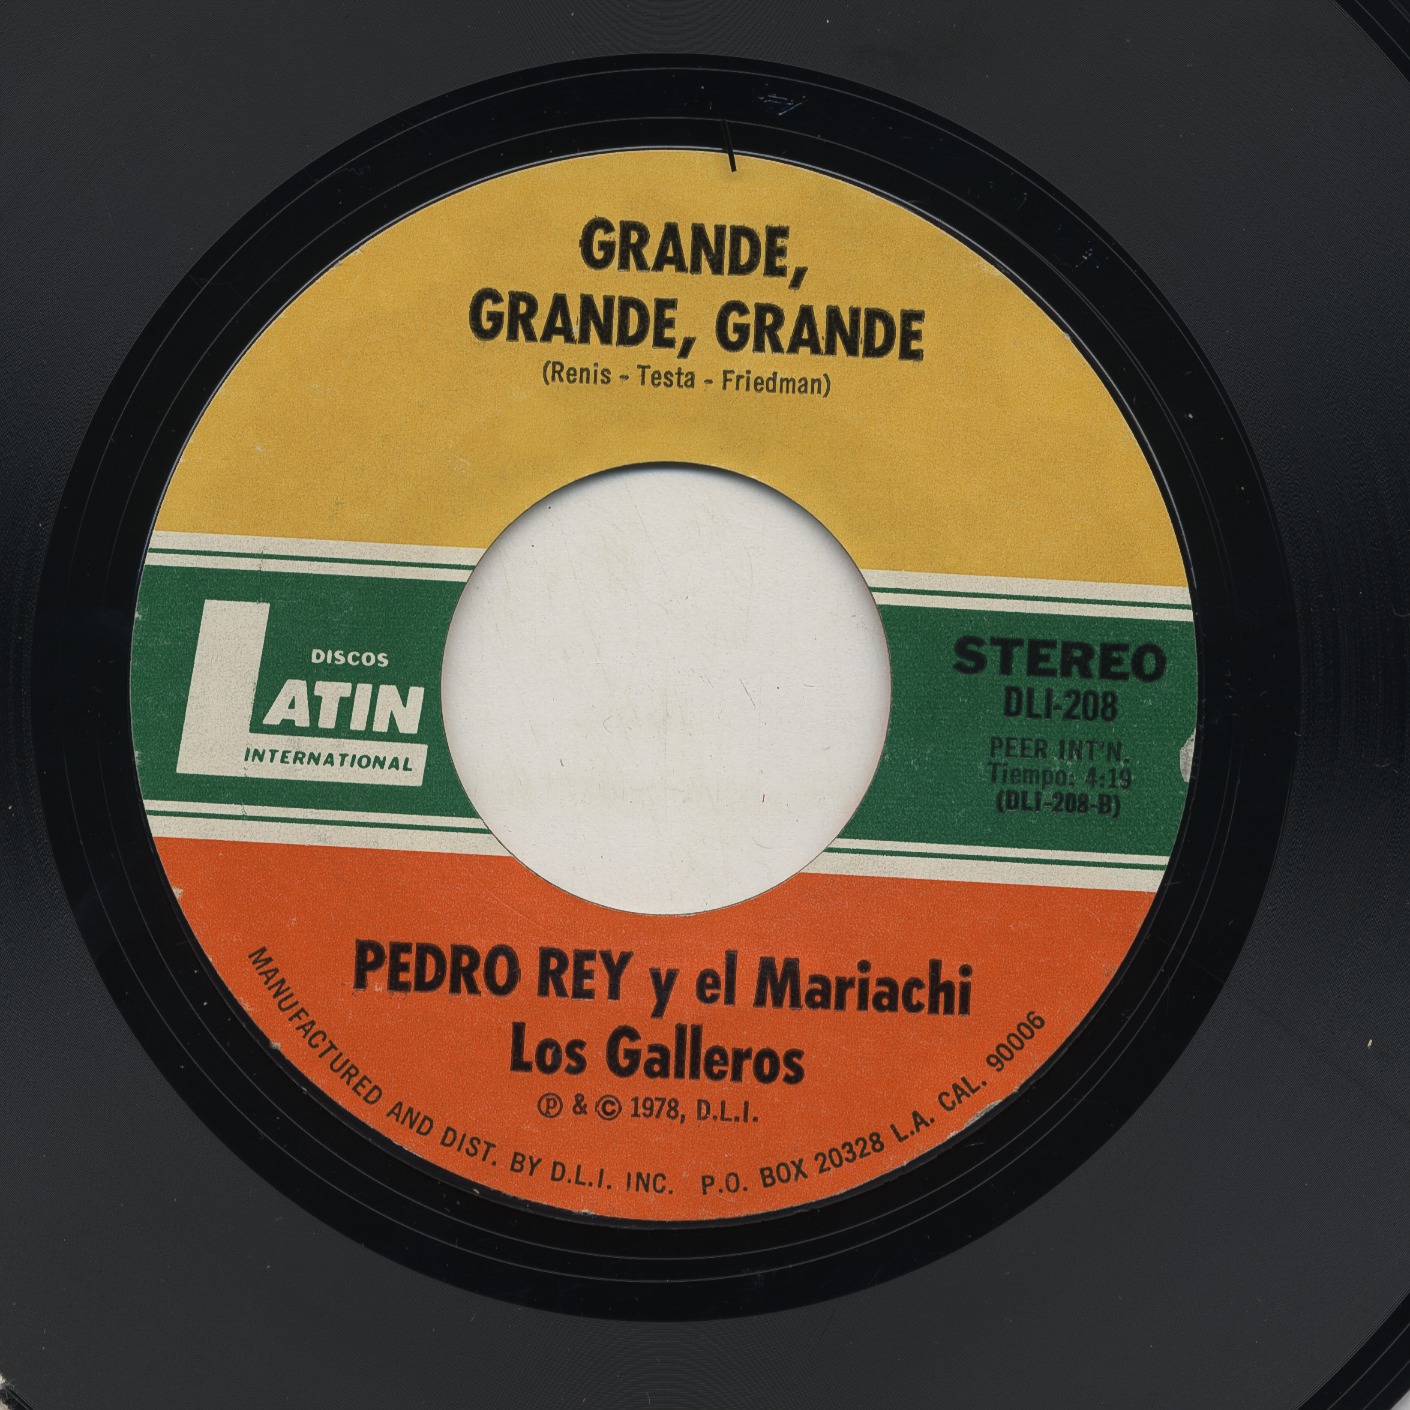 GRANDE,
GRANDE, GRANDE
(Renis - Testa - Friedman)
DISCOS
LATIN
INTERNATIONAL
STEREO
DLI-208
PEER INT'N.
Tiempo: 4:19
(DLI-208-B)
PEDRO REY y el Mariachi
Los Galleros
℗ & © 1978, D.L.I.
MANUFACTURED AND DIST. BY D.L.I. INC. P.O. BOX 20328 L.A. CAL. 90006